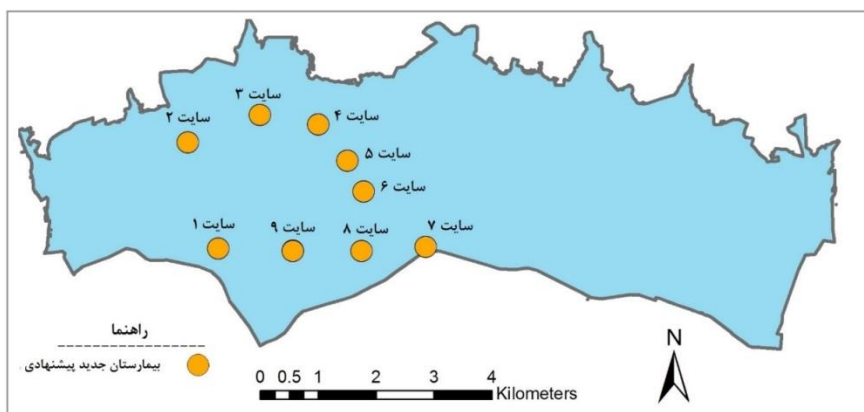 سایت ۳
سایت ۴
سایت ۲
سایت ۵
سایت ۶
سایت ۷
سایت ۸
سایت ۹
سایت ۱
راهنما
بیمارستان جدید پیشنهادی
N
0 0.5 1 2 3 4
Kilometers